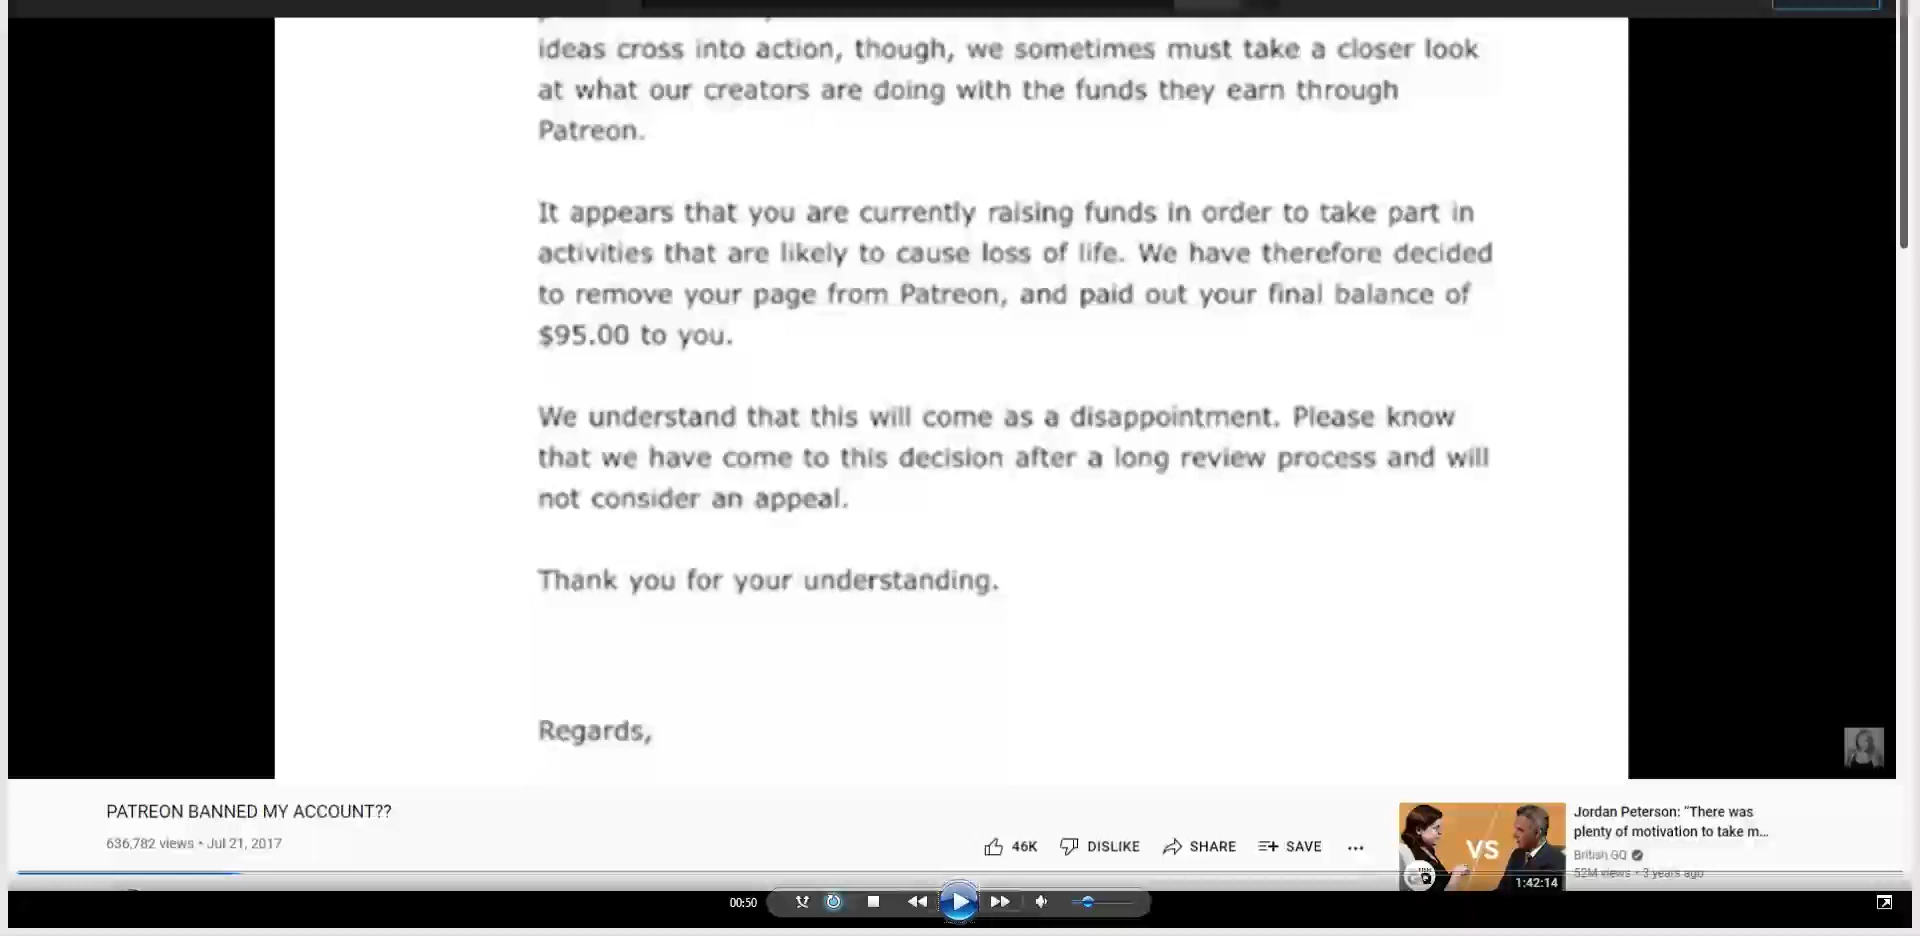 ideas cross into action, though, we sometimes must take a closer look
at what our creators are doing with the funds they earn through
Patreon.
It appears that you are currently raising funds in order to take part in
activities that are likely to cause loss of life. We have therefore decided
to remove your page from Patreon, and paid out your final balance of
$95.00 to you.
We understand that this will come as a disappointment. Please know
that we have come to this decision after a long review process and will
not consider an appeal.
Thank you for your understanding.
Regards,
PATREON BANNED MY ACCOUNT??
636,782 views • Jul 21, 2017
46K DISLIKE SHARE SAVE ...
VS
1:42:14
Jordan Peterson: “There was
plenty of motivation to take m...
British GQ
52M views • 3 years ago
00:50